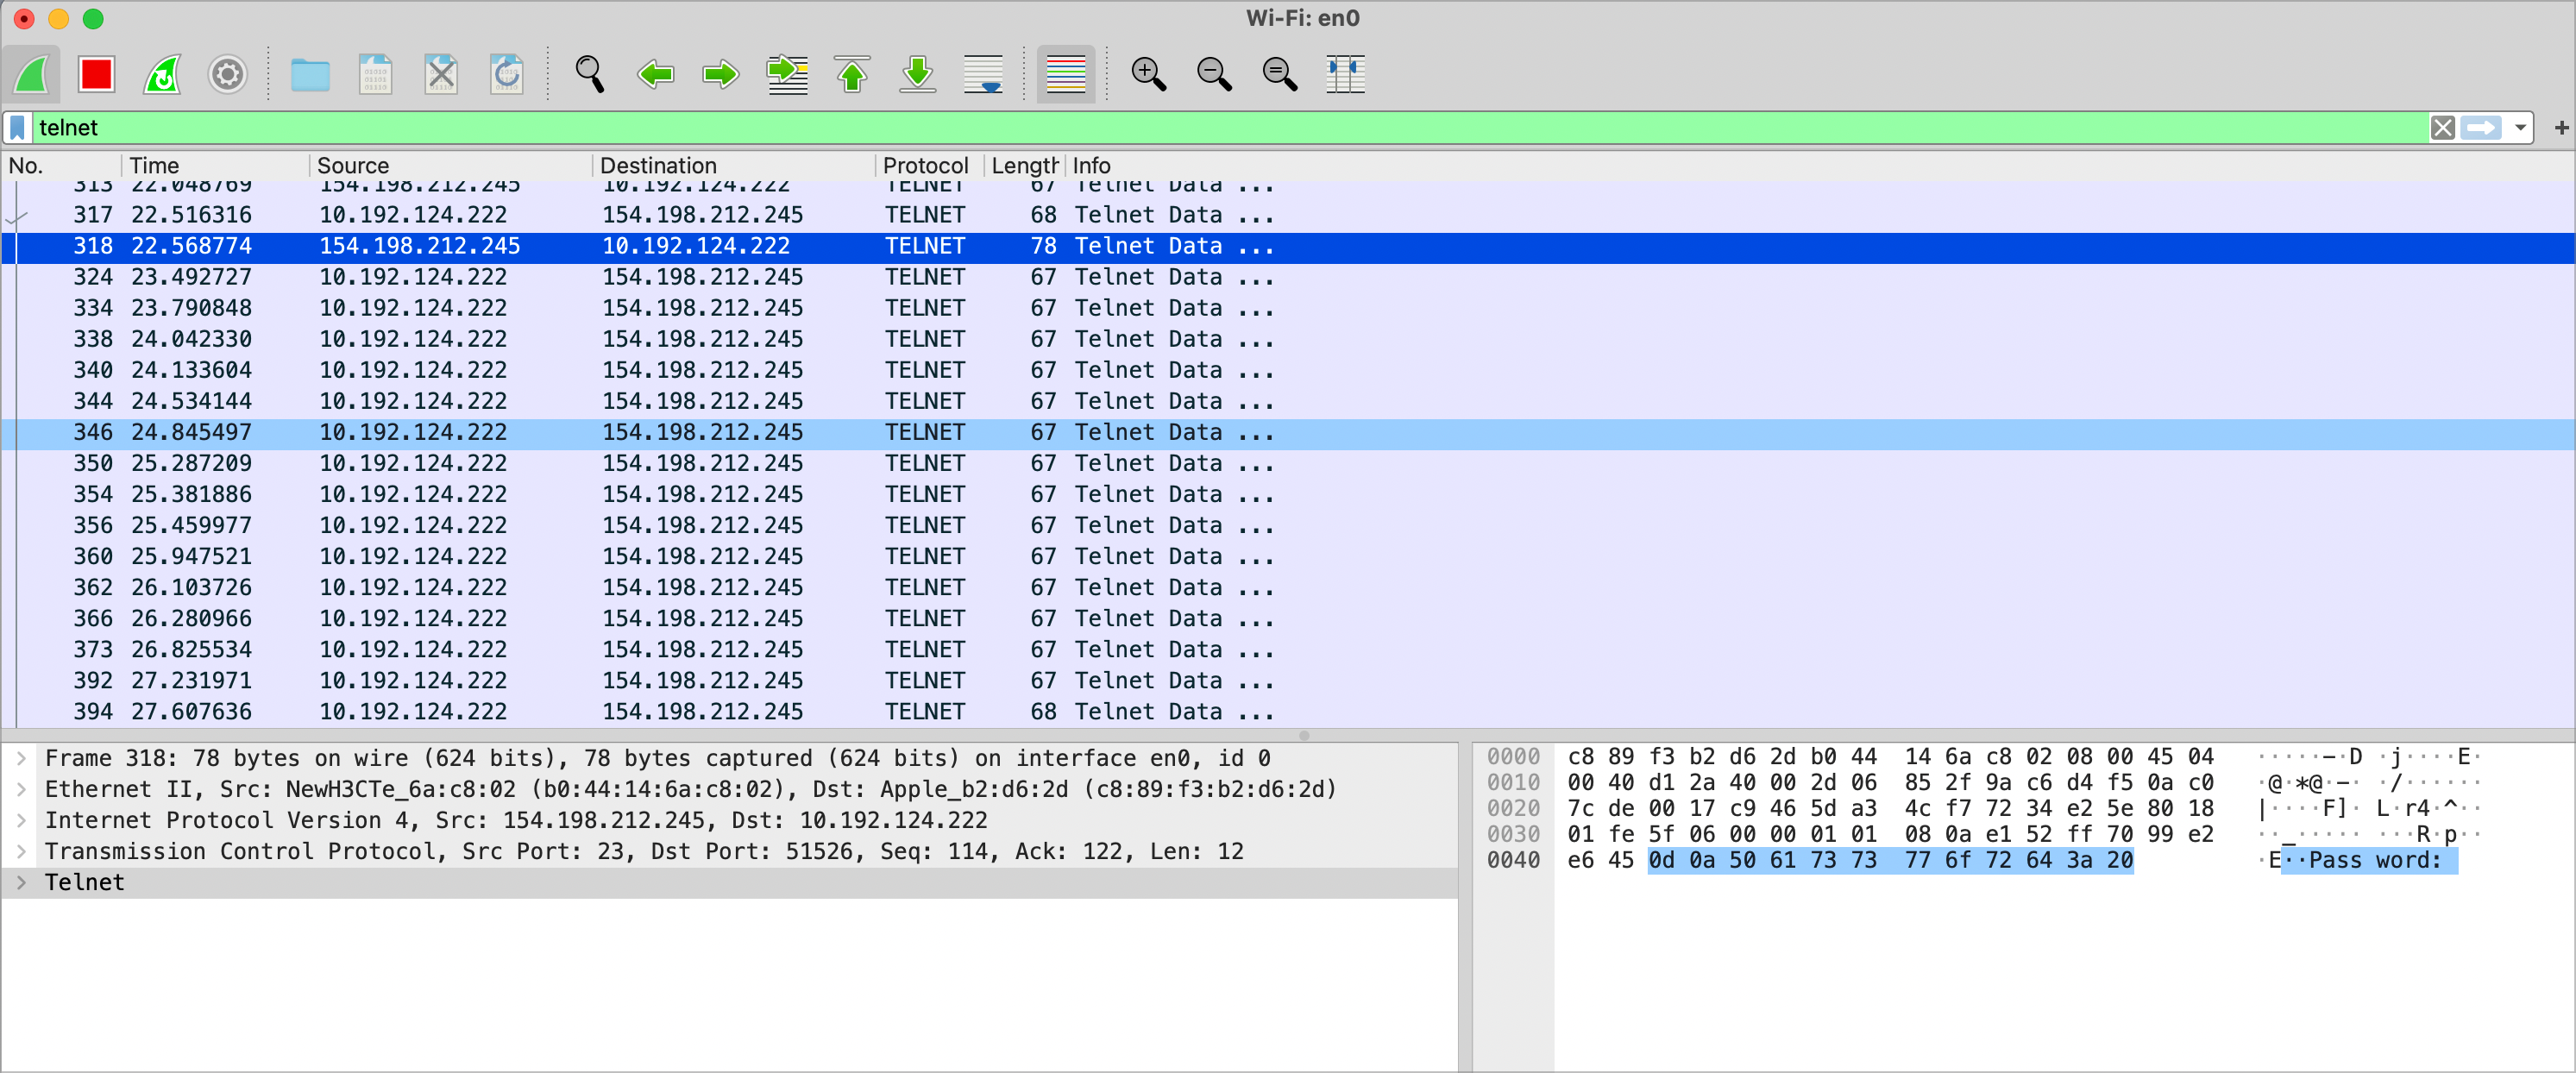 Wi-Fi: en0
telnet
+
No. Time Source Destination Protocol Length Info
313 22.048769 154.198.212.245 10.192.124.222 TELNET 67 Telnet Data ...
317 22.516316 10.192.124.222 154.198.212.245 TELNET 68 Telnet Data ...
318 22.568774 154.198.212.245 10.192.124.222 TELNET 78 Telnet Data ...
324 23.492727 10.192.124.222 154.198.212.245 TELNET 67 Telnet Data ...
334 23.790848 10.192.124.222 154.198.212.245 TELNET 67 Telnet Data ...
338 24.042330 10.192.124.222 154.198.212.245 TELNET 67 Telnet Data ...
340 24.133604 10.192.124.222 154.198.212.245 TELNET 67 Telnet Data ...
344 24.534144 10.192.124.222 154.198.212.245 TELNET 67 Telnet Data ...
346 24.845497 10.192.124.222 154.198.212.245 TELNET 67 Telnet Data ...
350 25.287209 10.192.124.222 154.198.212.245 TELNET 67 Telnet Data ...
354 25.381886 10.192.124.222 154.198.212.245 TELNET 67 Telnet Data ...
356 25.459977 10.192.124.222 154.198.212.245 TELNET 67 Telnet Data ...
360 25.947521 10.192.124.222 154.198.212.245 TELNET 67 Telnet Data ...
362 26.103726 10.192.124.222 154.198.212.245 TELNET 67 Telnet Data ...
366 26.280966 10.192.124.222 154.198.212.245 TELNET 67 Telnet Data ...
373 26.825534 10.192.124.222 154.198.212.245 TELNET 67 Telnet Data ...
392 27.231971 10.192.124.222 154.198.212.245 TELNET 67 Telnet Data ...
394 27.607636 10.192.124.222 154.198.212.245 TELNET 68 Telnet Data ...
Frame 318: 78 bytes on wire (624 bits), 78 bytes captured (624 bits) on interface en0, id 0
Ethernet II, Src: NewH3CTe_6a:c8:02 (b0:44:14:6a:c8:02), Dst: Apple_b2:d6:2d (c8:89:f3:b2:d6:2d)
Internet Protocol Version 4, Src: 154.198.212.245, Dst: 10.192.124.222
Transmission Control Protocol, Src Port: 23, Dst Port: 51526, Seq: 114, Ack: 122, Len: 12
Telnet
0000 c8 89 f3 b2 d6 2d b0 44 14 6a c8 02 08 00 45 04 ·····-·D ·j····E·
0010 00 40 d1 2a 40 00 2d 06 85 2f 9a c6 d4 f5 0a c0 ·@·*@·-· ·/······
0020 7c de 00 17 c9 46 5d a3 4c f7 72 34 e2 5e 80 18 |····F]· L·r4·^··
0030 01 fe 5f 06 00 00 01 01 08 0a e1 52 ff 70 99 e2 ··_····· ···R·p··
0040 e6 45 0d 0a 50 61 73 73 77 6f 72 64 3a 20 ·E··Pass word: